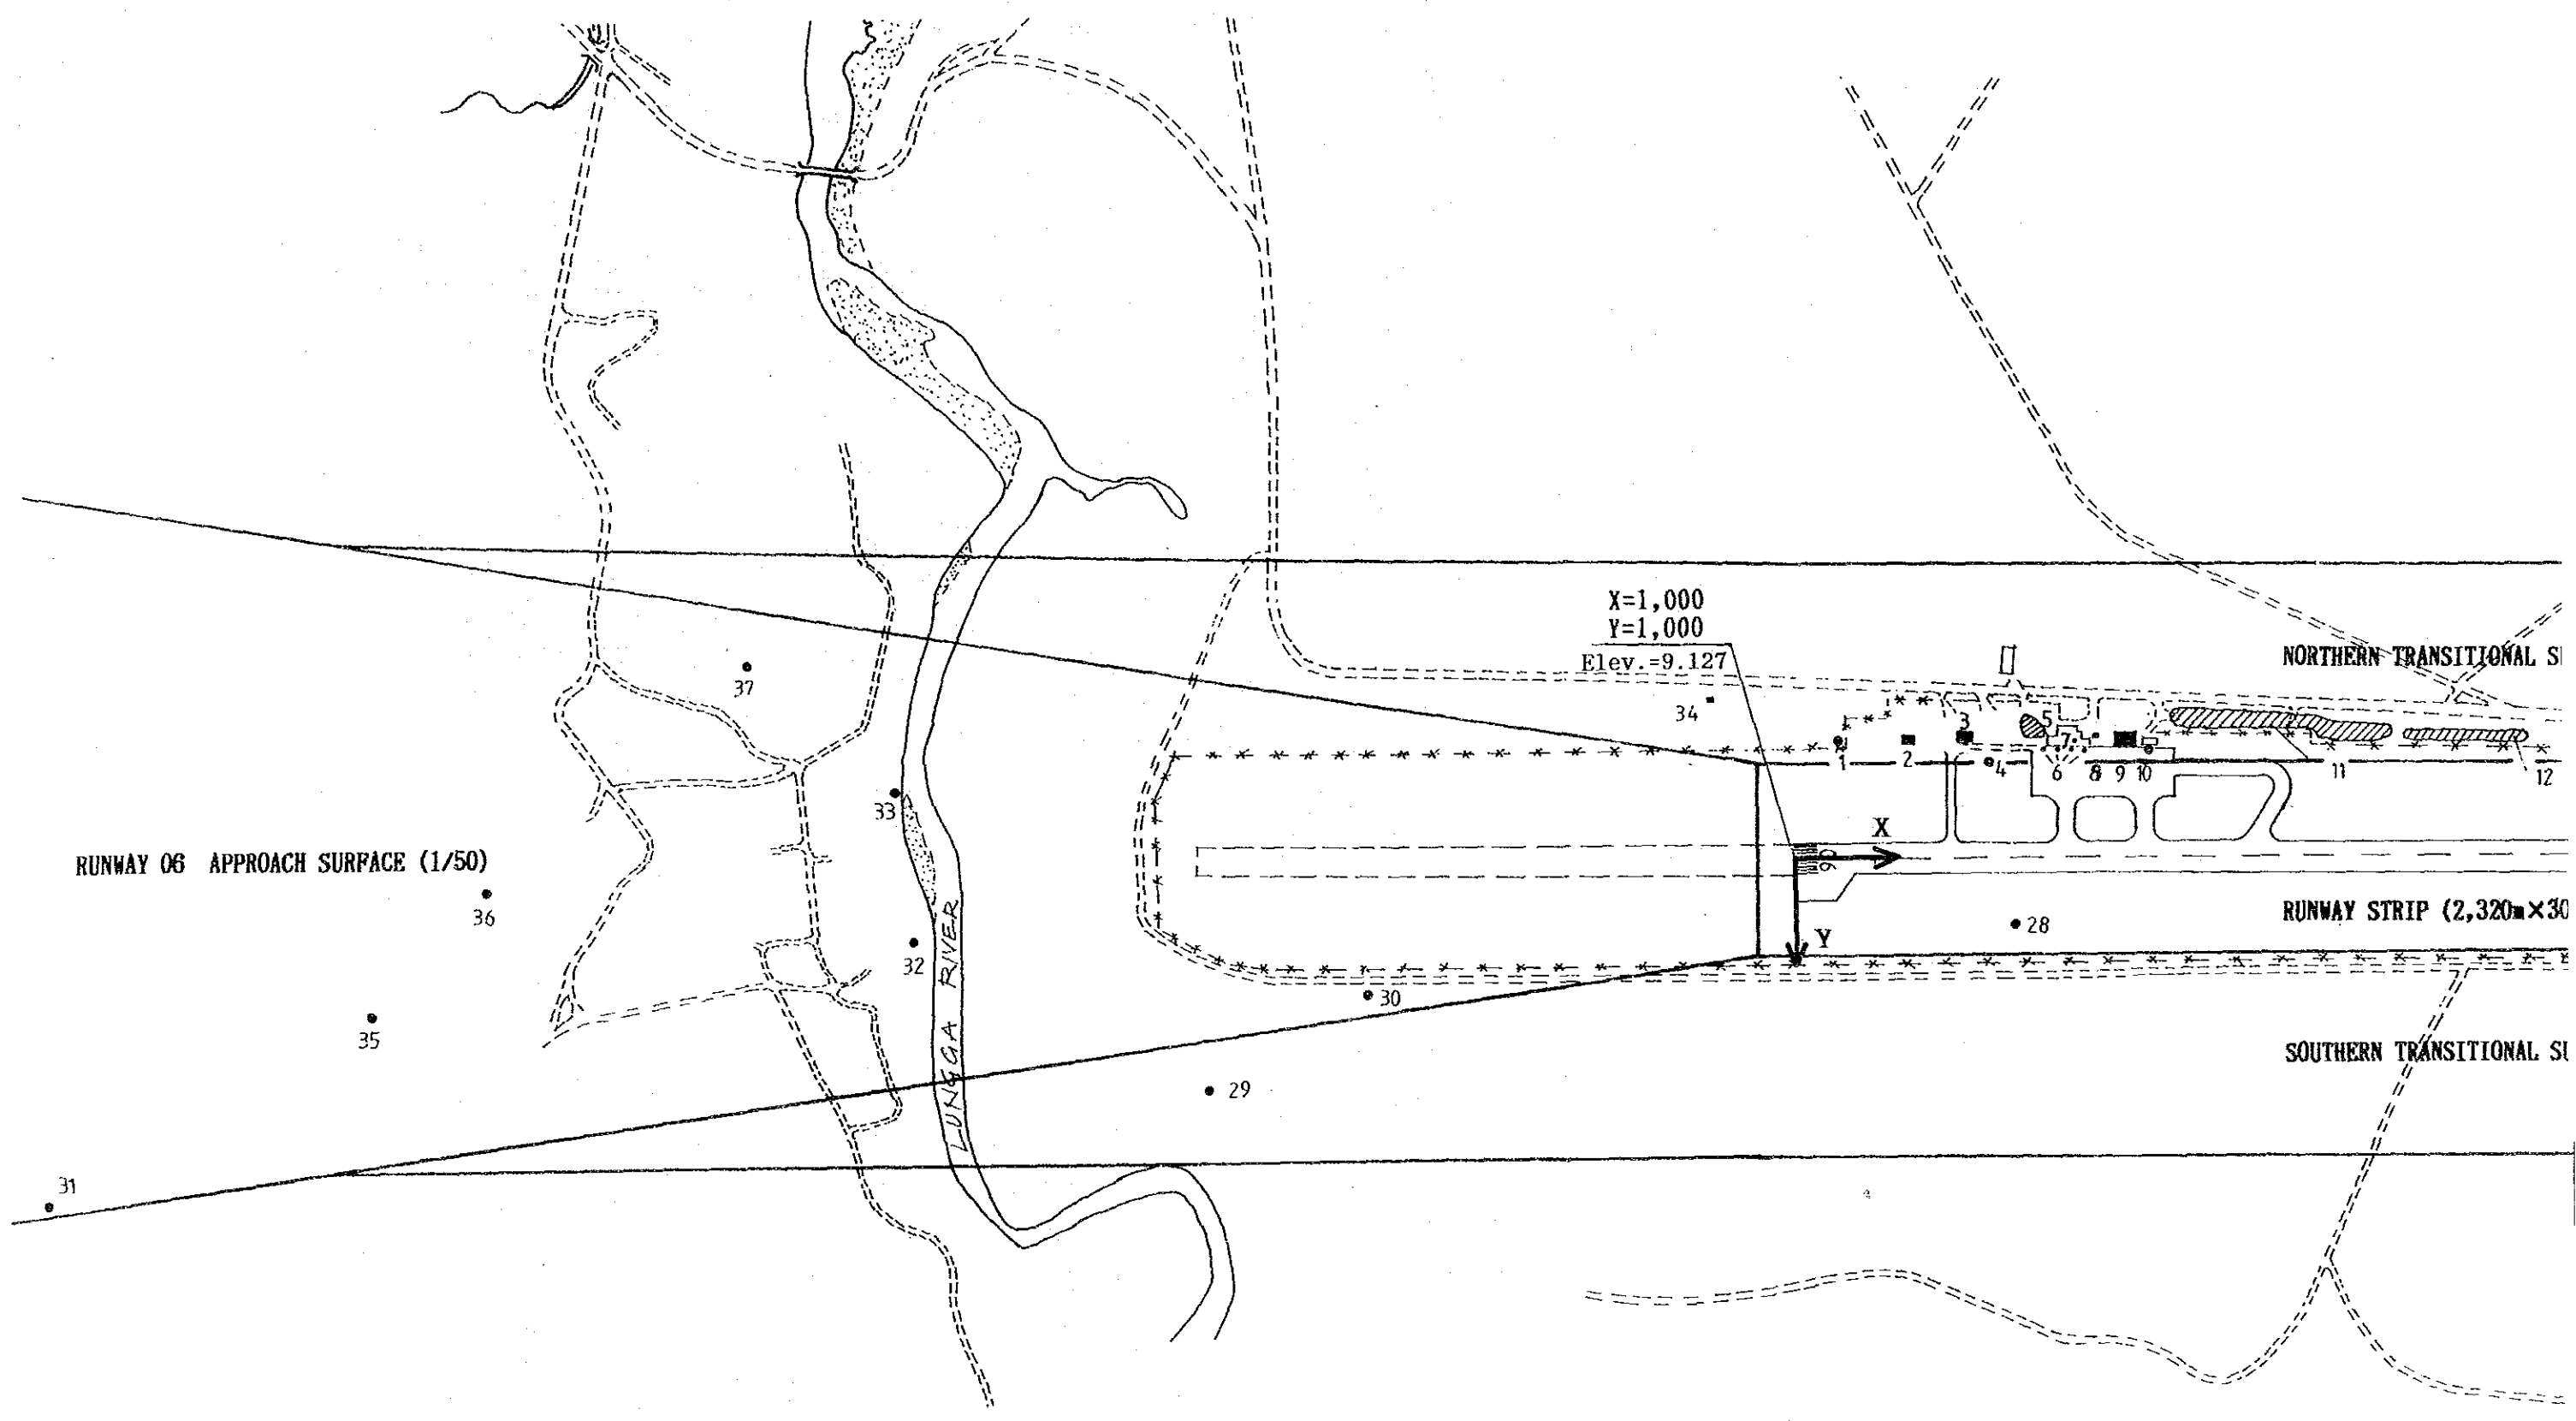 X=1,000
Y=1,000
Elev.=9.127
NORTHERN TRANSITIONAL S
37
34
3
5
7
1
2
4
6
8
9
10
11
12
33
X
06
RUNWAY 06 APPROACH SURFACE (1/50)
36
RUNWAY STRIP (2,320m×30
28
Y
32
LUNGGA RIVER
30
35
SOUTHERN TRANSITIONAL SU
29
31